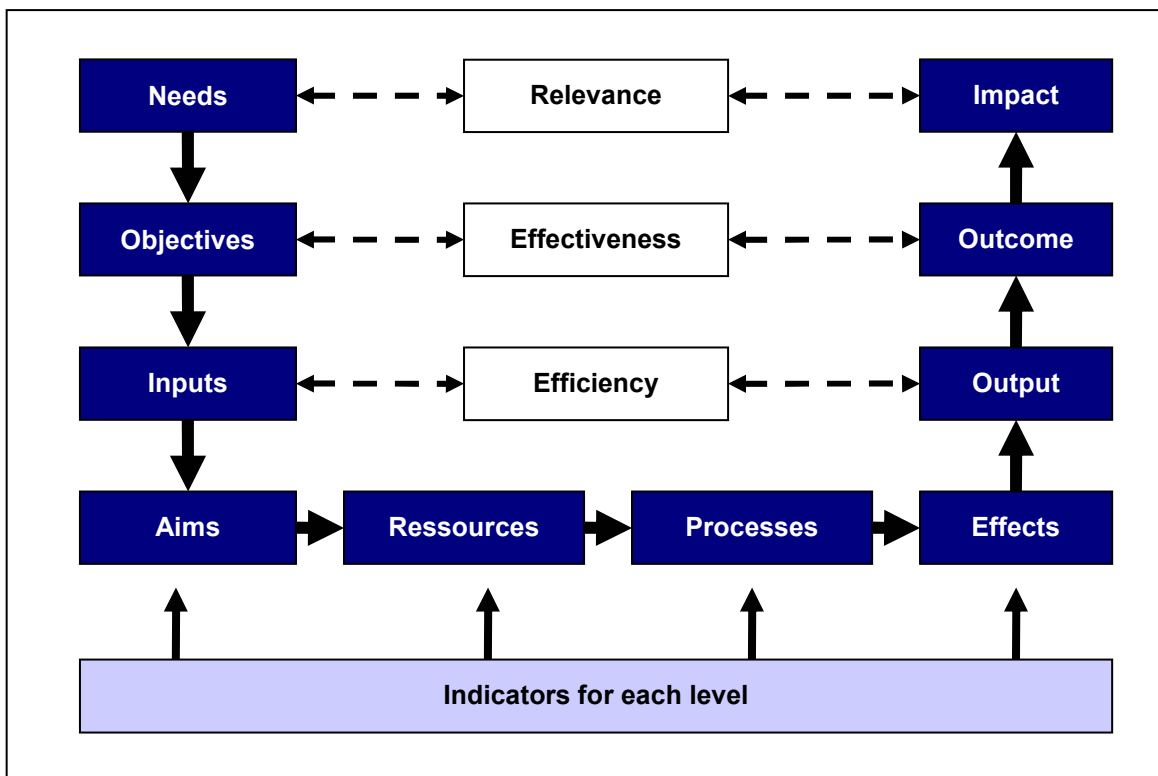 Needs
Relevance
Impact
Objectives
Effectiveness
Outcome
Inputs
Efficiency
Output
Aims
Ressources
Processes
Effects
Indicators for each level